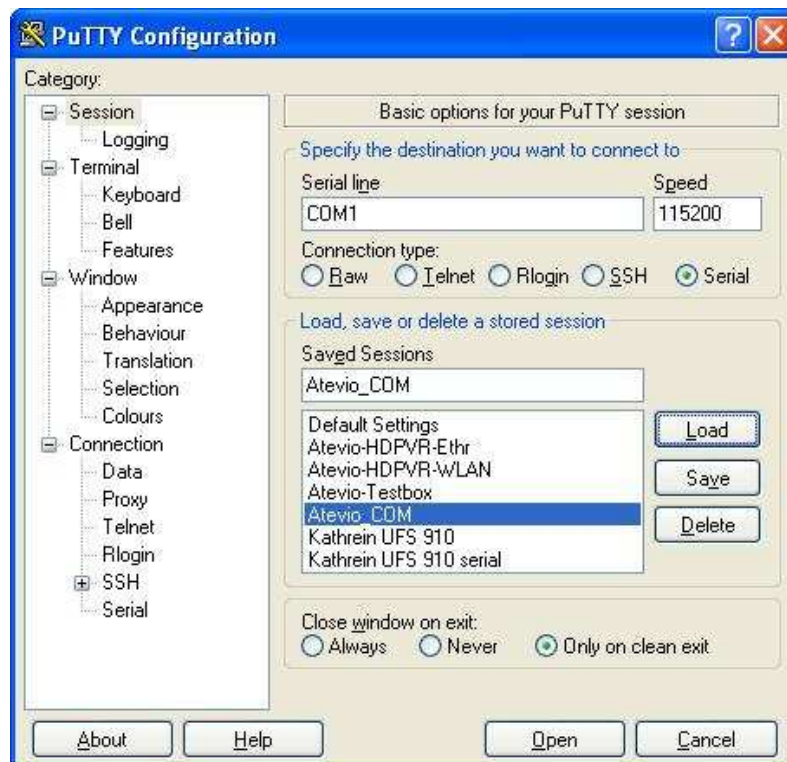 PuTTY Configuration
?
Category:
Session
Logging
Terminal
Keyboard
Bell
Features
Window
Appearance
Behaviour
Translation
Selection
Colours
Connection
Data
Proxy
Telnet
Rlogin
SSH
Serial
Basic options for your PuTTY session
Specify the destination you want to connect to
Serial line Speed
COM1 115200
Connection type:
Raw Telnet Rlogin SSH Serial
Load, save or delete a stored session
Saved Sessions
Atevio_COM
Default Settings
Atevio-HDPVR-Ethr
Atevio-HDPVR-WLAN
Atevio-Testbox
Atevio_COM
Kathrein UFS 910
Kathrein UFS 910 serial
Load
Save
Delete
Close window on exit:
Always Never Only on clean exit
About Help Open Cancel